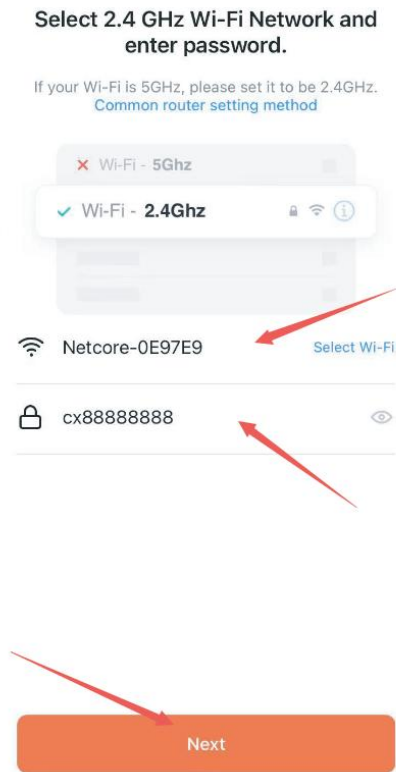 Select 2.4 GHz Wi-Fi Network and
enter password.
If your Wi-Fi is 5GHz, please set it to be 2.4GHz.
Common router setting method
Wi-Fi - 5Ghz
Wi-Fi - 2.4Ghz
Netcore-0E97E9 Select Wi-Fi
cx88888888
Next